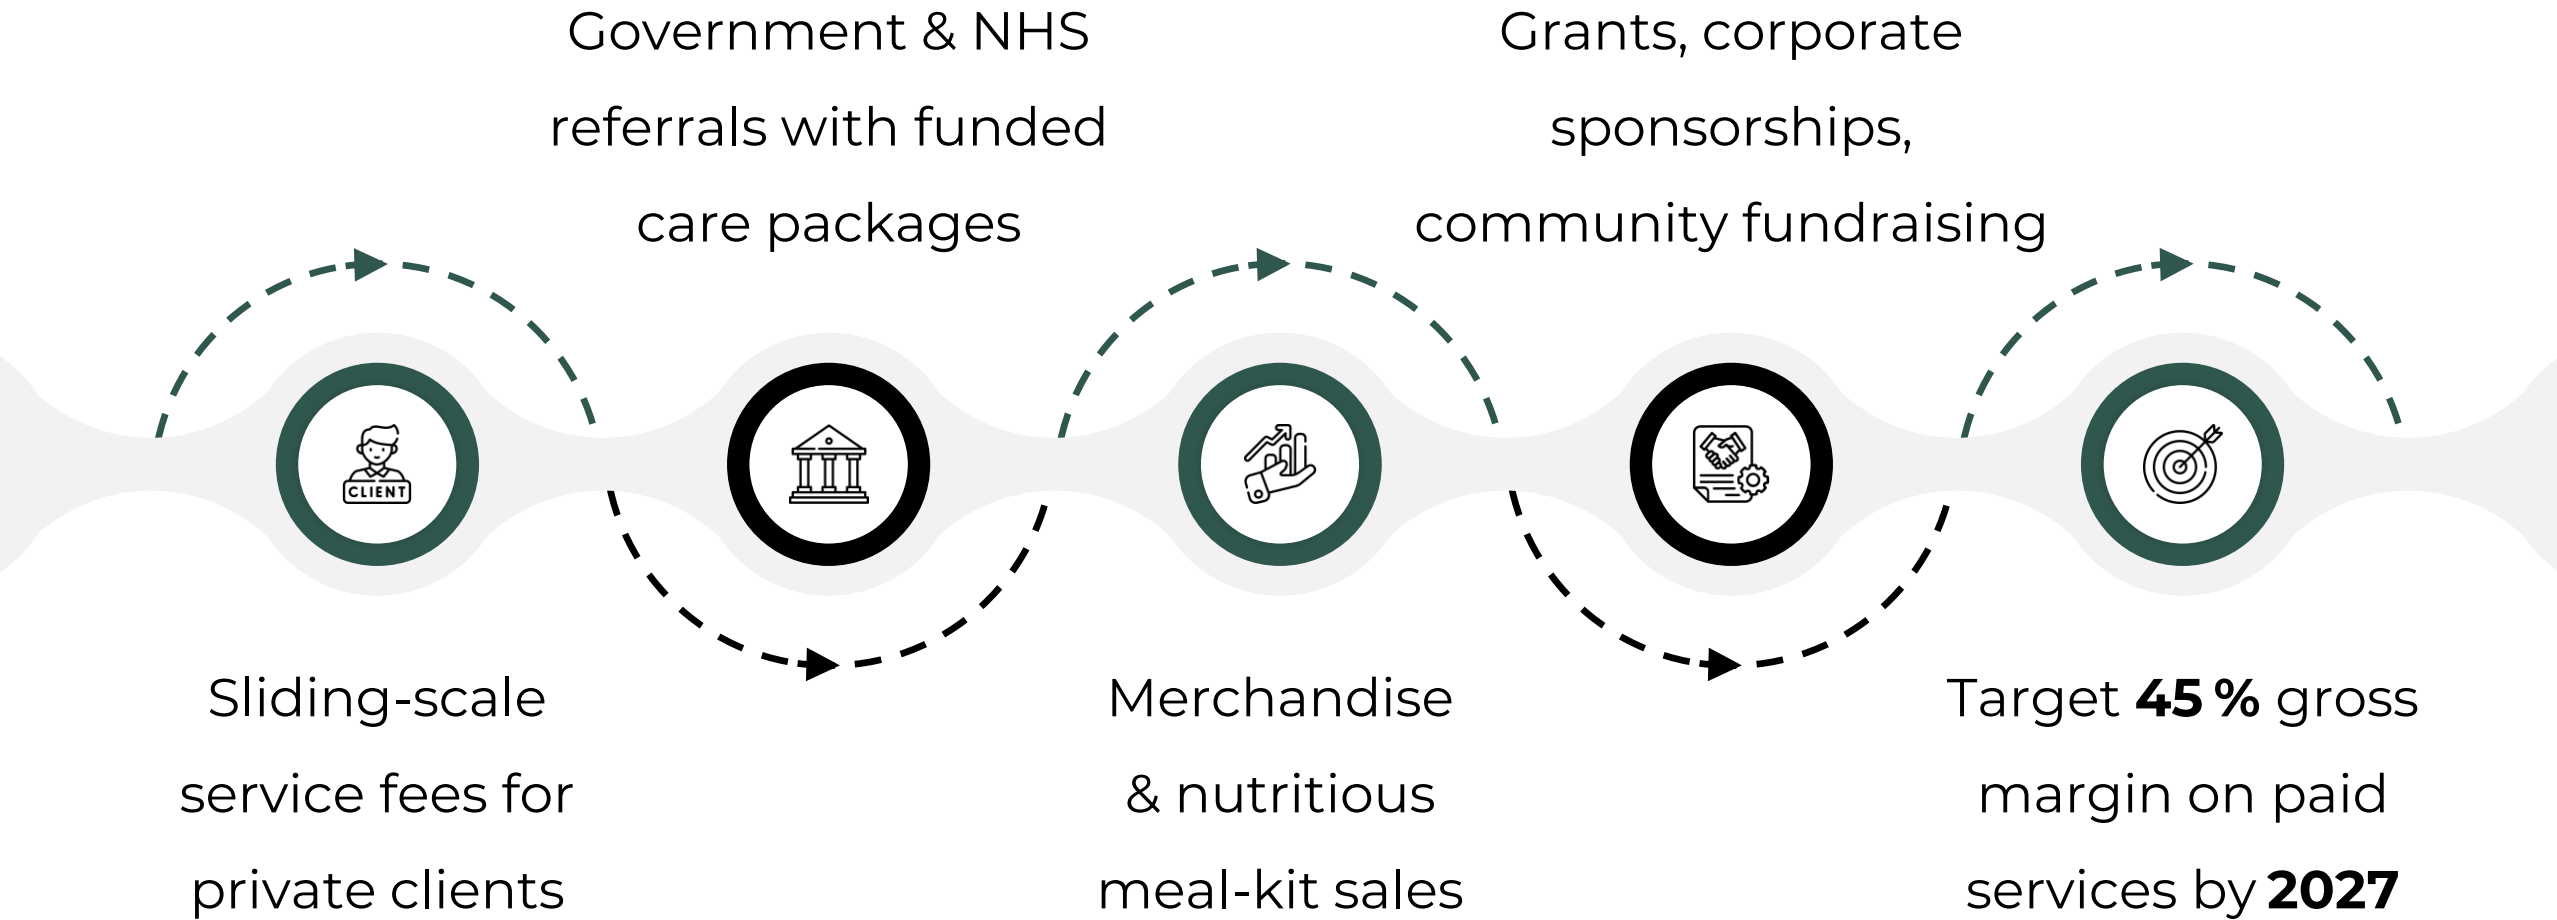 Government & NHS
referrals with funded
care packages
Grants, corporate
sponsorships,
community fundraising
CLIENT
Sliding-scale
service fees for
private clients
Merchandise
& nutritious
meal-kit sales
Target 45 % gross
margin on paid
services by 2027